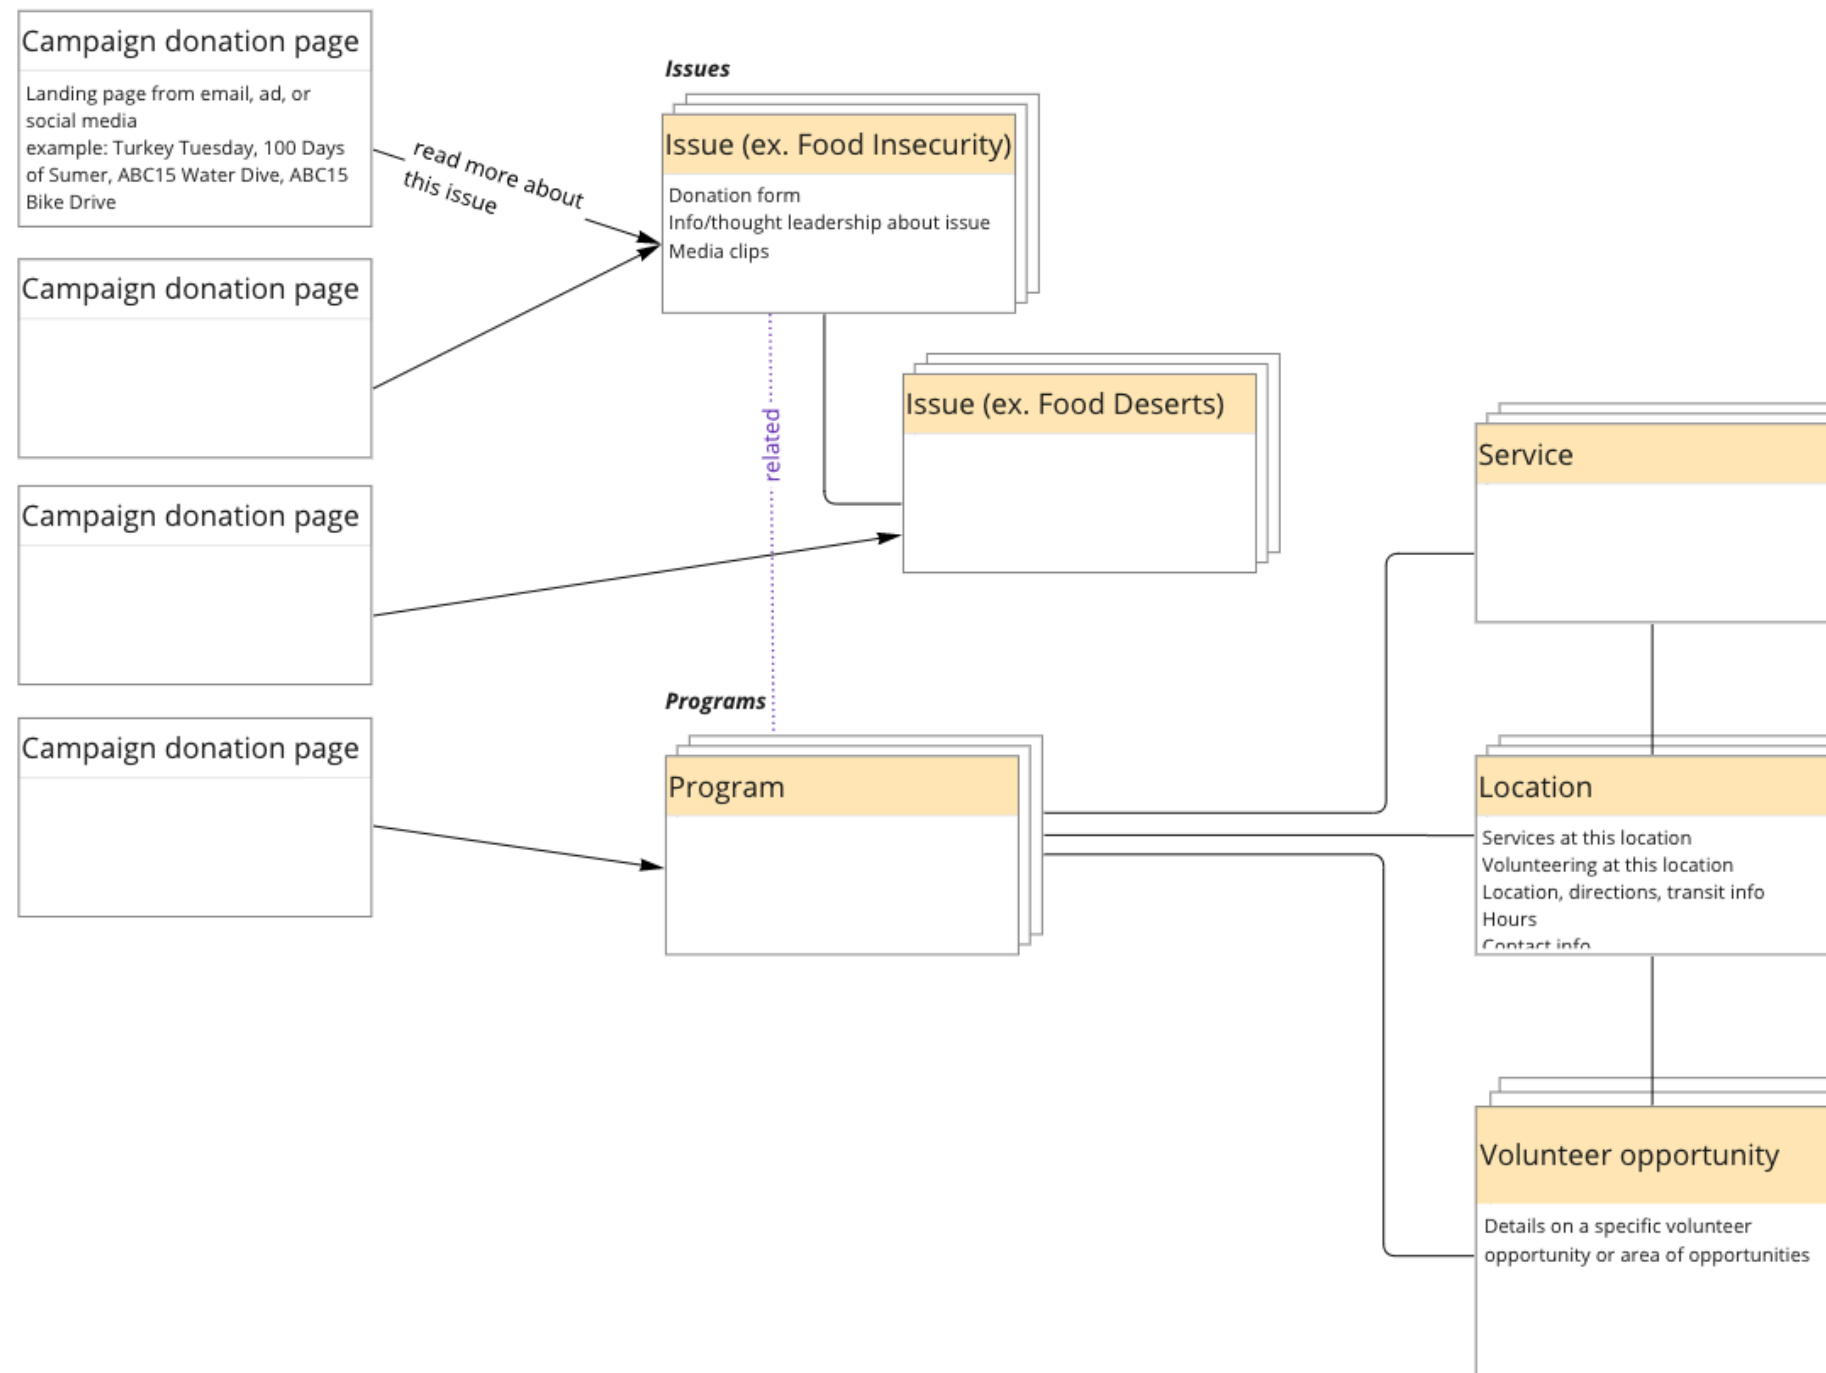 Campaign donation page
Landing page from email, ad, or
social media
example: Turkey Tuesday, 100 Days
of Sumer, ABC15 Water Dive, ABC15
Bike Drive
read more about
this issue
Campaign donation page
Campaign donation page
Campaign donation page
Issues
Issue (ex. Food Insecurity)
Donation form
Info/thought leadership about issue
Media clips
related
Issue (ex. Food Deserts)
Programs
Program
Service
Location
Services at this location
Volunteering at this location
Location, directions, transit info
Hours
Contact info
Volunteer opportunity
Details on a specific volunteer
opportunity or area of opportunities